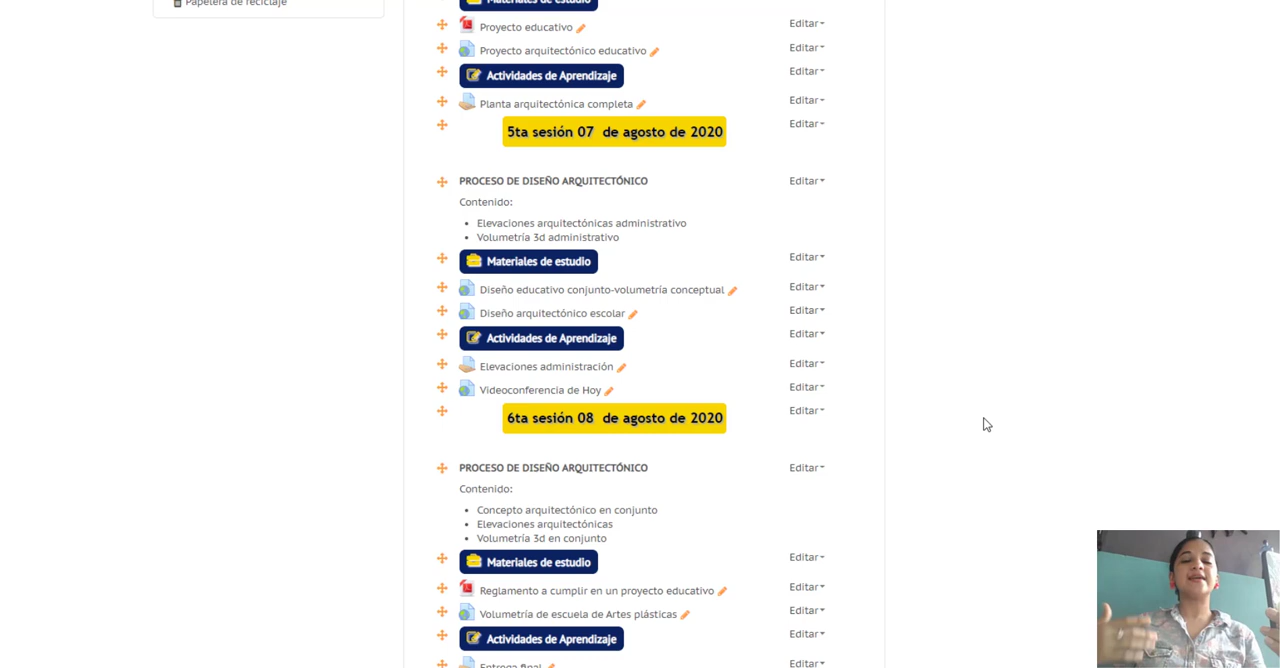 Papelera de reciclaje
Materiales de estudio
Proyecto educativo
Editar
Proyecto arquitectónico educativo
Editar
Actividades de Aprendizaje
Editar
Planta arquitectónica completa
Editar
5ta sesión 07 de agosto de 2020
Editar
PROCESO DE DISEÑO ARQUITECTÓNICO
Editar
Contenido:
Elevaciones arquitectónicas administrativo
Volumetría 3d administrativo
Materiales de estudio
Editar
Diseño educativo conjunto-volumetría conceptual
Editar
Diseño arquitectónico escolar
Editar
Actividades de Aprendizaje
Editar
Elevaciones administración
Editar
Videoconferencia de Hoy
Editar
6ta sesión 08 de agosto de 2020
Editar
PROCESO DE DISEÑO ARQUITECTÓNICO
Editar
Contenido:
Concepto arquitectónico en conjunto
Elevaciones arquitectónicas
Volumetría 3d en conjunto
Materiales de estudio
Editar
Reglamento a cumplir en un proyecto educativo
Editar
Volumetría de escuela de Artes plásticas
Editar
Actividades de Aprendizaje
Editar
Entrega final
Editar